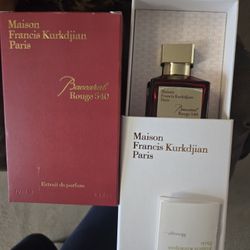 Maison
Francis Kurkdjian
Paris
Baccarat
Rouge 540
Extrait de parfum
Maison
Francis Kurkdjian
Paris
Baccarat
Rouge 540
Maison
Francis Kurkdjian
Paris